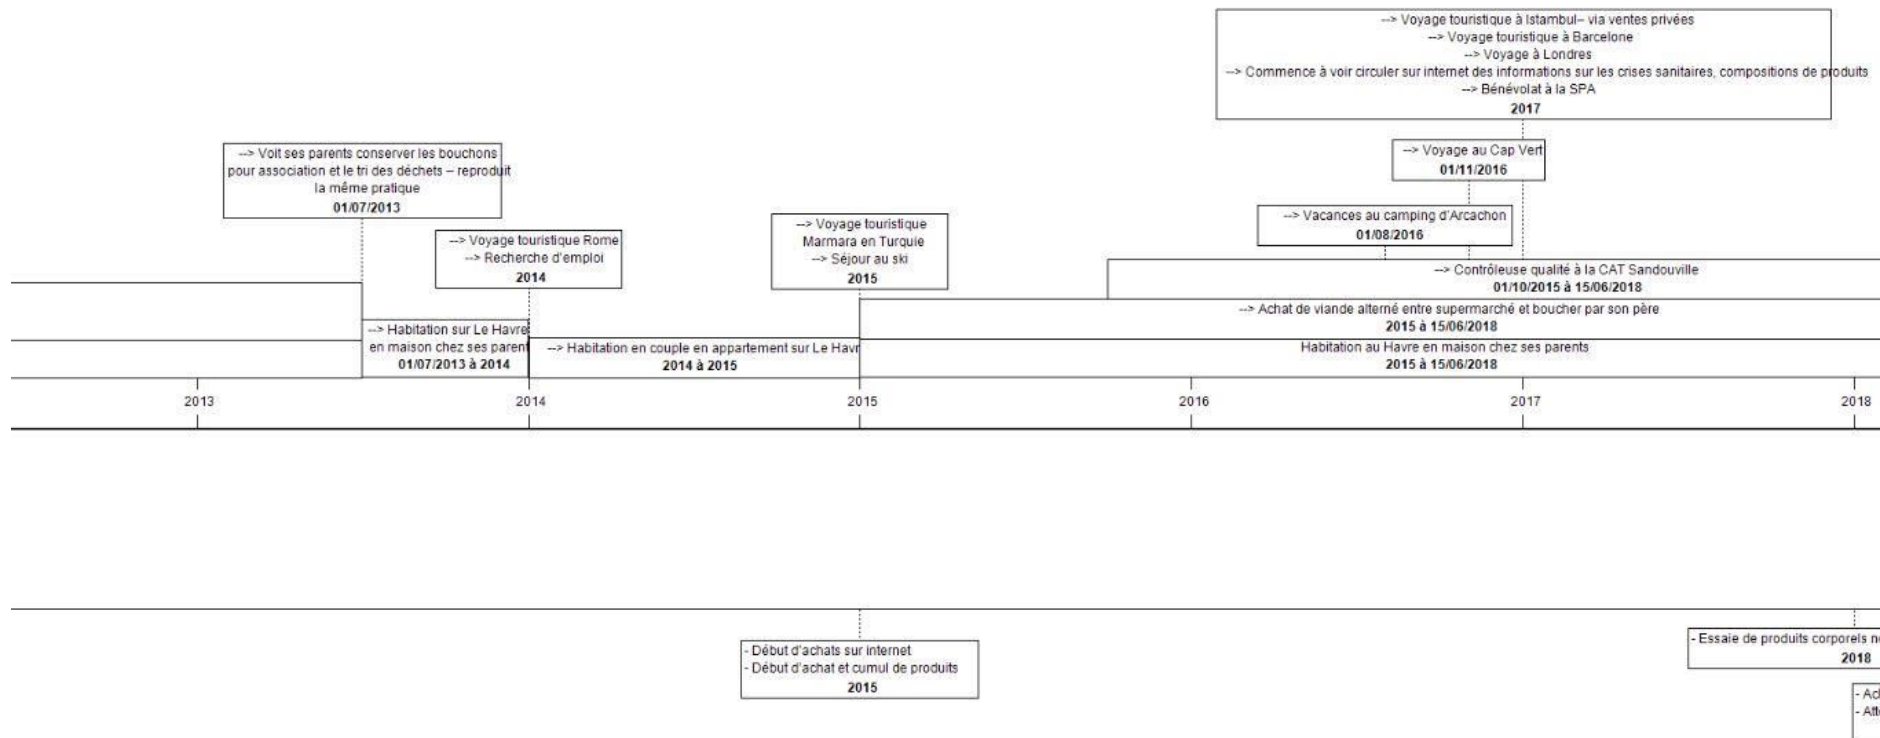 --> Voyage touristique à Istambul– via ventes privées
--> Voyage touristique à Barcelone
--> Voyage à Londres
--> Commence à voir circuler sur internet des informations sur les crises sanitaires, compositions de produits
--> Bénévolat à la SPA
2017
--> Voit ses parents conserver les bouchons
pour association et le tri des déchets – reproduit
la même pratique
01/07/2013
--> Voyage au Cap Vert
01/11/2016
--> Vacances au camping d'Arcachon
01/08/2016
--> Voyage touristique Rome
--> Recherche d'emploi
2014
--> Voyage touristique
Marmara en Turquie
--> Séjour au ski
2015
--> Contrôleuse qualité à la CAT Sandouville
01/10/2015 à 15/06/2018
--> Achat de viande alterné entre supermarché et boucher par son père
2015 à 15/06/2018
--> Habitation sur Le Havre
en maison chez ses parent
01/07/2013 à 2014
--> Habitation en couple en appartement sur Le Havr
2014 à 2015
Habitation au Havre en maison chez ses parents
2015 à 15/06/2018
2013 2014 2015 2016 2017 2018
- Début d'achats sur internet
- Début d'achat et cumul de produits
2015
- Essaie de produits corporels
2018